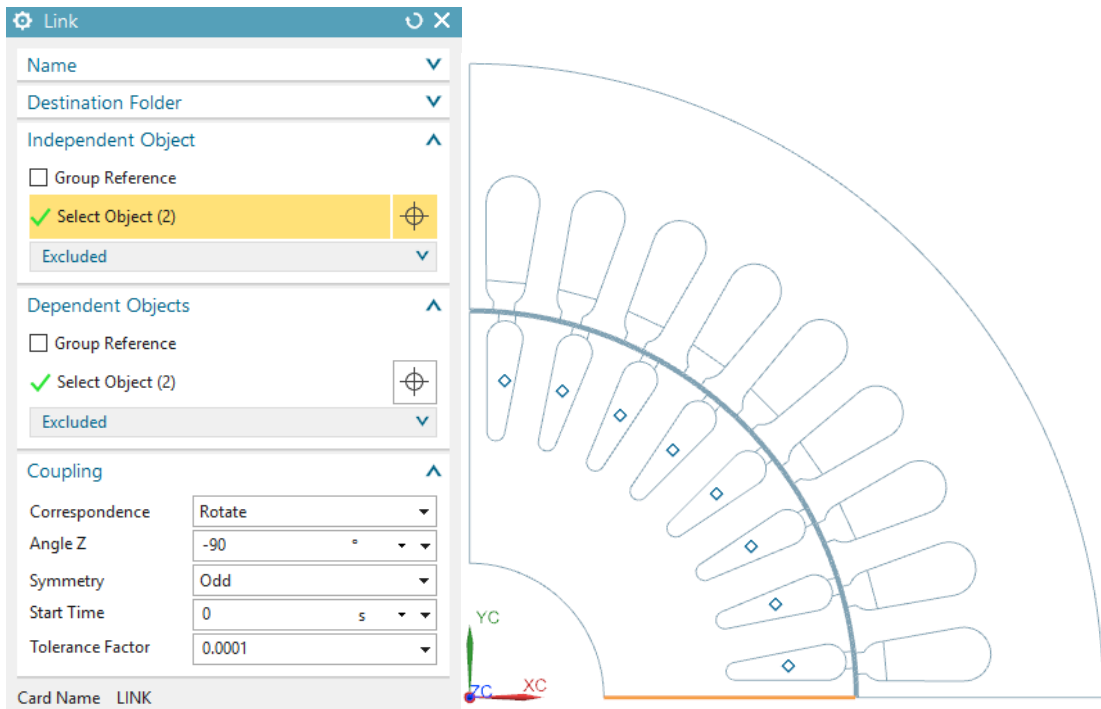 Link
Name
Destination Folder
Independent Object
Group Reference
Select Object (2)
Excluded
Dependent Objects
Group Reference
Select Object (2)
Excluded
Coupling
Correspondence Rotate
Angle Z -90 °
Symmetry Odd
Start Time 0 s
Tolerance Factor 0.0001
Card Name LINK
YC
ZC XC